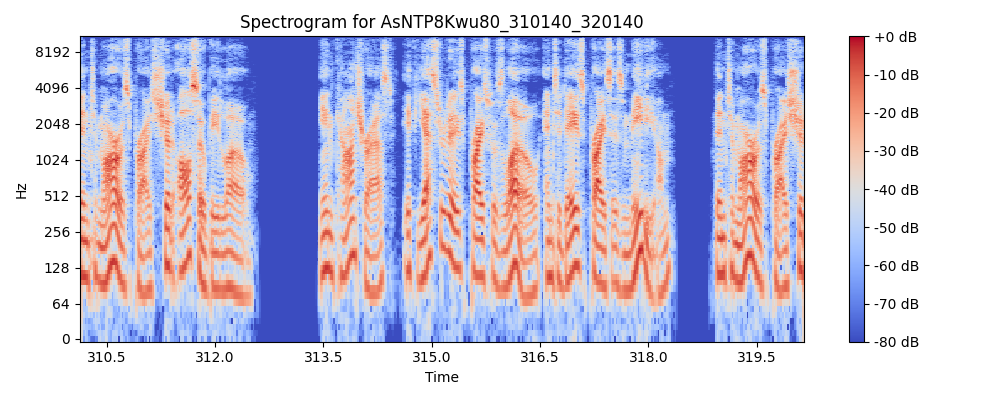 Spectrogram for AsNTP8Kwu80_310140_320140
Hz
8192
4096
2048
1024
512
256
128
64
0
310.5 312.0 313.5 315.0 316.5 318.0 319.5
Time
+0 dB
-10 dB
-20 dB
-30 dB
-40 dB
-50 dB
-60 dB
-70 dB
-80 dB